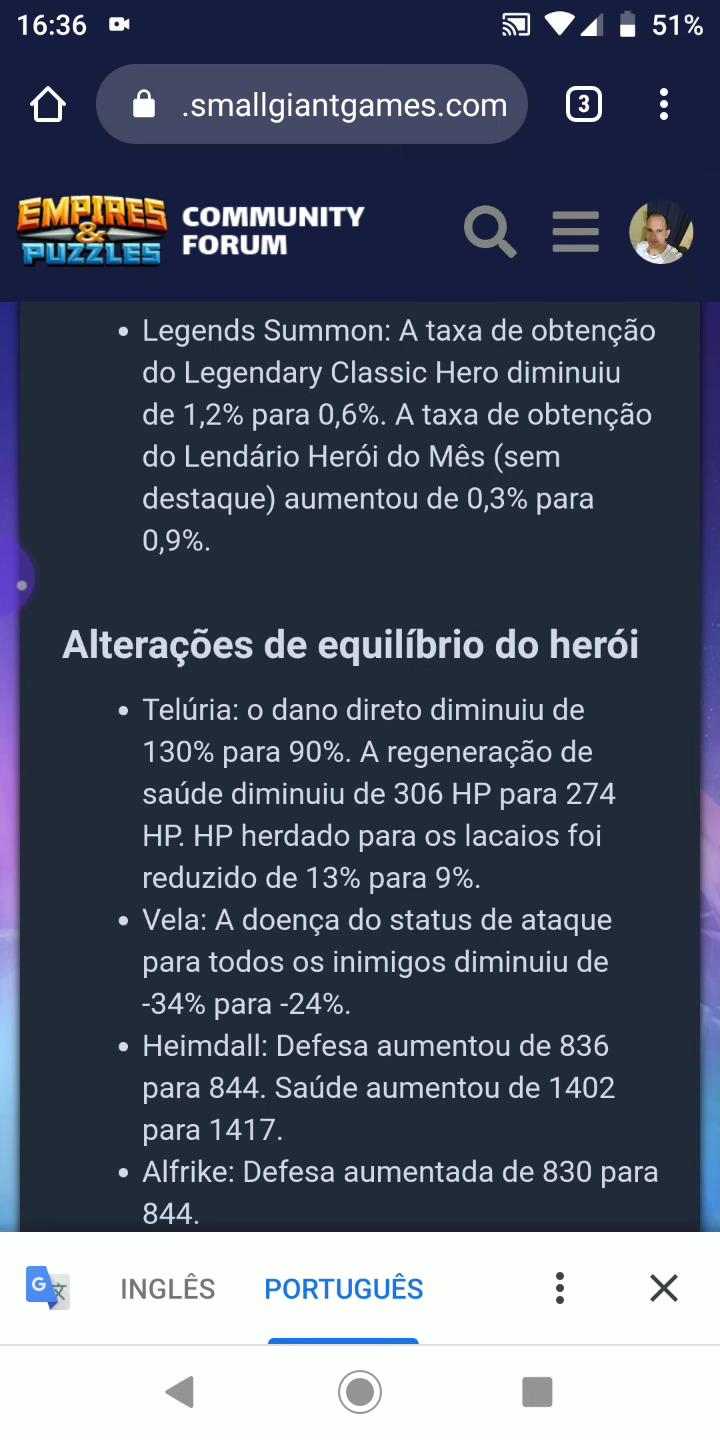 16:36
51%
.smallgiantgames.com
3
EMPIRES & PUZZLES
COMMUNITY FORUM
• Legends Summon: A taxa de obtenção
do Legendary Classic Hero diminuiu
de 1,2% para 0,6%. A taxa de obtenção
do Lendário Herói do Mês (sem
destaque) aumentou de 0,3% para
0,9%.
Alterações de equilíbrio do herói
• Telúria: o dano direto diminuiu de
130% para 90%. A regeneração de
saúde diminuiu de 306 HP para 274
HP. HP herdado para os lacaios foi
reduzido de 13% para 9%.
• Vela: A doença do status de ataque
para todos os inimigos diminuiu de
-34% para -24%.
• Heimdall: Defesa aumentou de 836
para 844. Saúde aumentou de 1402
para 1417.
• Alfrike: Defesa aumentada de 830 para
844.
G 文
INGLÊS
PORTUGUÊS